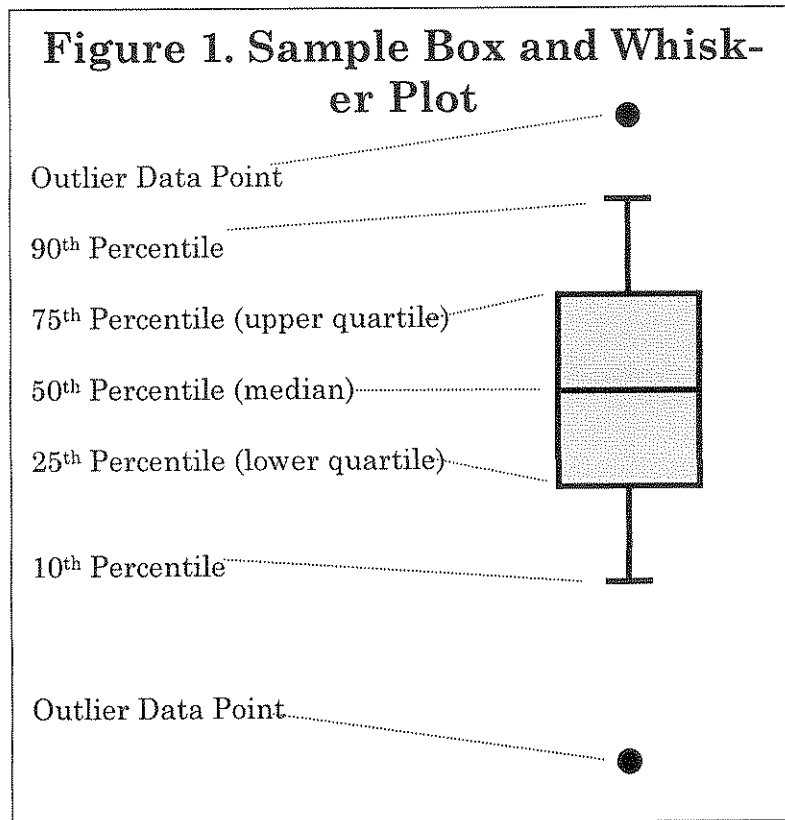 Figure 1. Sample Box and Whisk-
er Plot
Outlier Data Point
90th Percentile
75th Percentile (upper quartile)
50th Percentile (median)
25th Percentile (lower quartile)
10th Percentile
Outlier Data Point